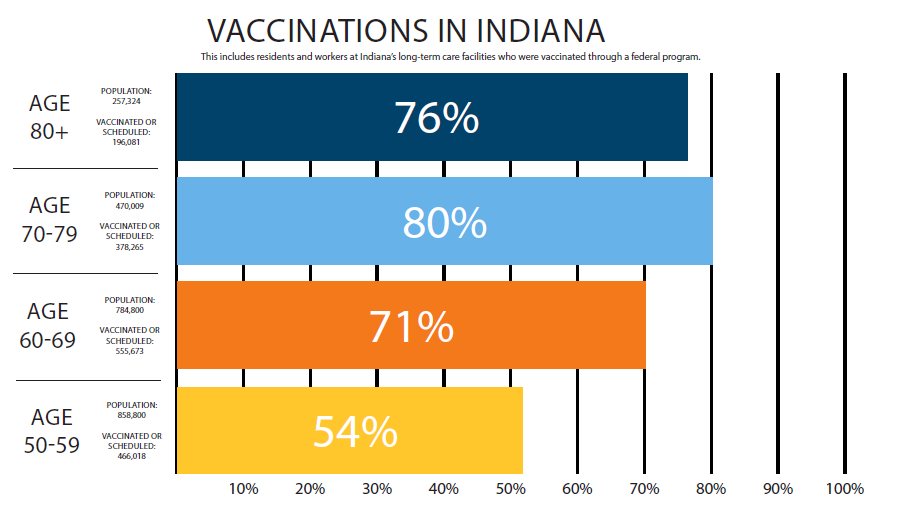 VACCINATIONS IN INDIANA
This includes residents and workers at Indiana's long-term care facilities who were vaccinated through a federal program.
AGE
80+
POPULATION:
257,324
VACCINATED OR
SCHEDULED:
196,081
76%
AGE
70-79
POPULATION:
470,009
VACCINATED OR
SCHEDULED:
378,265
80%
AGE
60-69
POPULATION:
784,800
VACCINATED OR
SCHEDULED:
555,673
71%
AGE
50-59
POPULATION:
858,800
VACCINATED OR
SCHEDULED:
466,018
54%
10% 20% 30% 40% 50% 60% 70% 80% 90% 100%